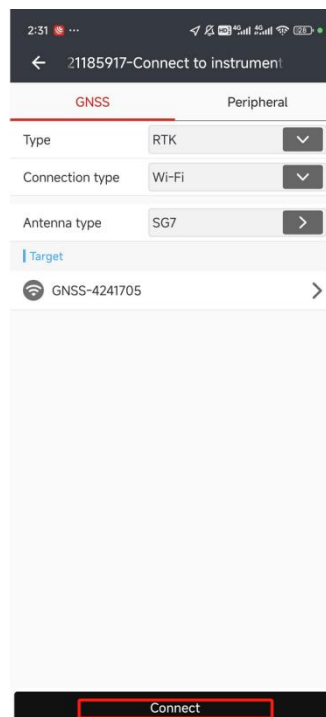 2:31 ...
21185917-Connect to instrument
GNSS Peripheral
Type RTK
Connection type Wi-Fi
Antenna type SG7
Target
GNSS-4241705
Connect